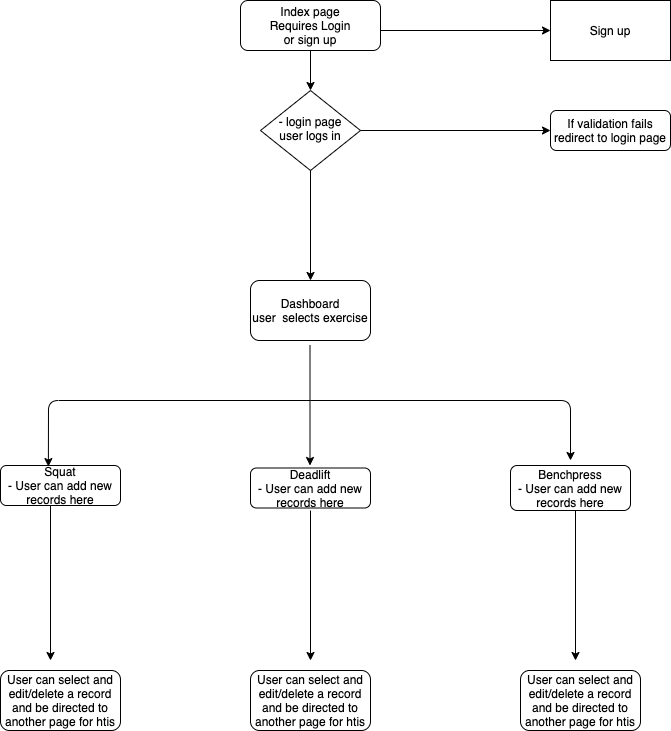 Index page
Requires Login
or sign up
Sign up
- login page
user logs in
If validation fails
redirect to login page
Dashboard
user  selects exercise
Squat
- User can add new
records here
Deadlift
- User can add new
records here
Benchpress
- User can add new
records here
User can select and
edit/delete a record
and be directed to
another page for htis
User can select and
edit/delete a record
and be directed to
another page for htis
User can select and
edit/delete a record
and be directed to
another page for htis